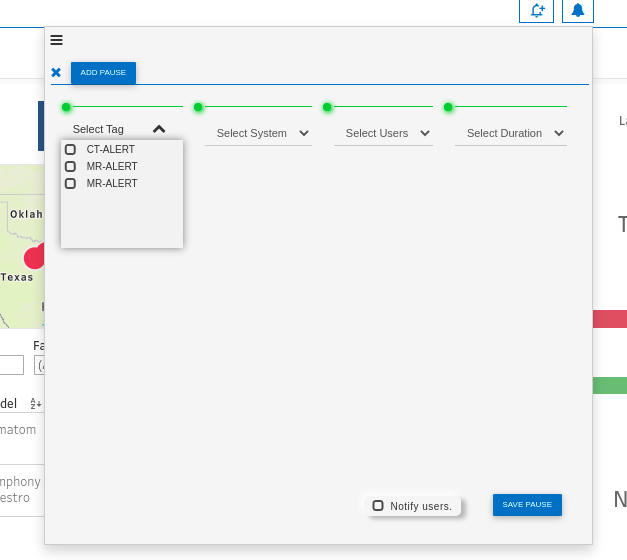 ADD PAUSE
Select Tag
Select System
Select Users
Select Duration
CT-ALERT
MR-ALERT
MR-ALERT
Oklah
Texas
Fa
del
matom
mphony
estro
Notify users.
SAVE PAUSE
La
T
N